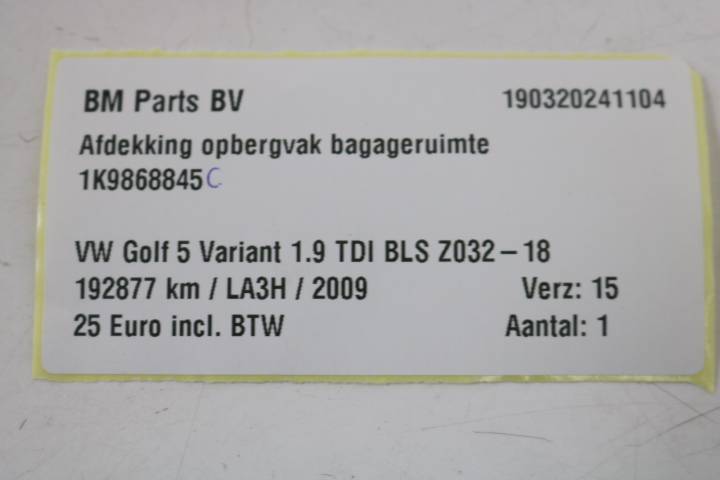 BM Parts BV 190320241104
Afdekking opbergvak bagageruimte
1K9868845C
VW Golf 5 Variant 1.9 TDI BLS Z032 – 18
192877 km / LA3H / 2009 Verz: 15
25 Euro incl. BTW Aantal: 1